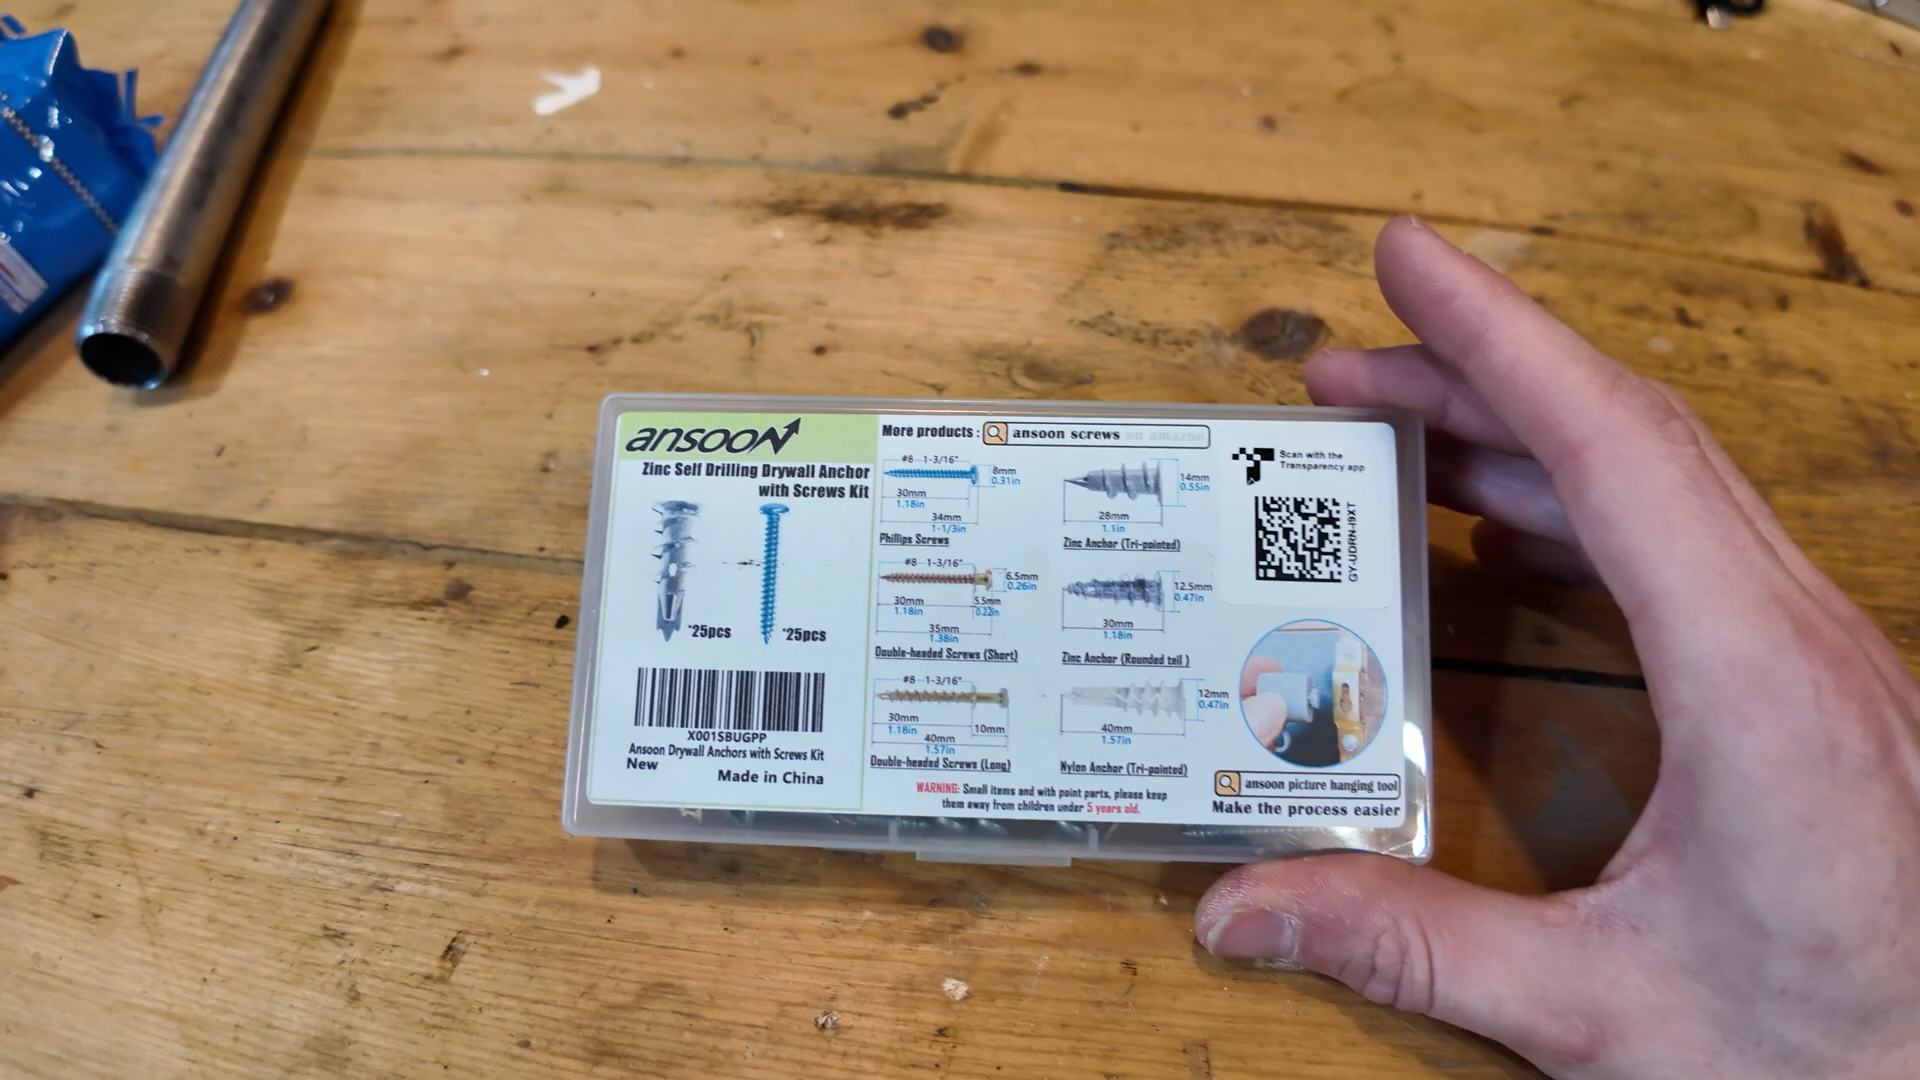 ansoon
Zinc Self Drilling Drywall Anchor
with Screws Kit
*25pcs
*25pcs
X001SBUGPP
Ansoon Drywall Anchors with Screws Kit
New
Made in China
More products : ansoon screws on amazon
#8 1-3/16"
8mm
0.31in
30mm
1.18in
34mm
1-1/3in
Phillips Screws
14mm
0.55in
28mm
1.1in
Zinc Anchor (Tri-pointed)
#8 1-3/16"
6.5mm
0.26in
30mm
1.18in
5.5mm
0.22in
35mm
1.38in
Double-headed Screws (Short)
12.5mm
0.47in
30mm
1.18in
Zinc Anchor (Rounded teil )
#8 1-3/16"
30mm
1.18in
10mm
40mm
1.57in
Double-headed Screws (Long)
12mm
0.47in
40mm
1.57in
Nylon Anchor (Tri-pointed)
WARNING: Small items and with point parts, please keep
them away from children under 5 years old.
Scan with the
Transparency app
GY-UDRN-I9XT
ansoon picture hanging tool
Make the process easier